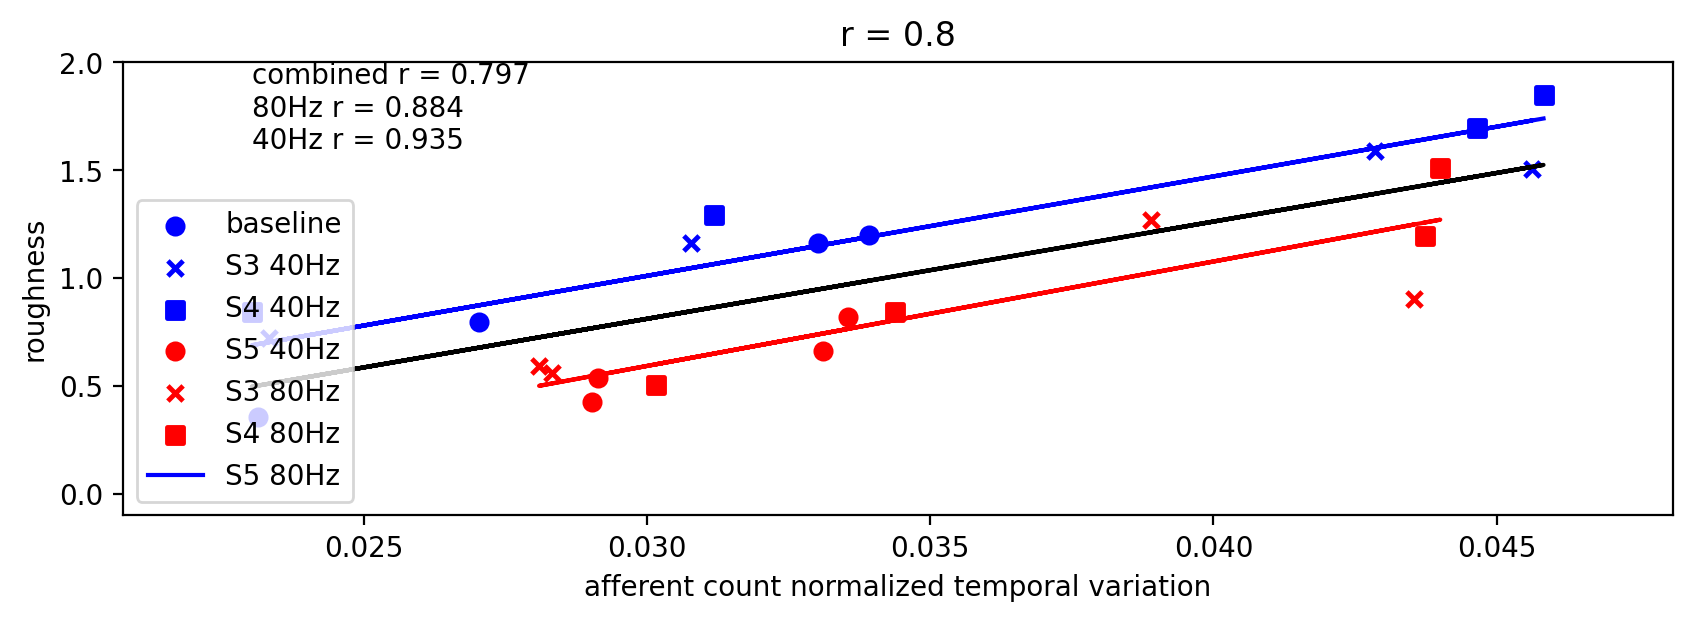 r = 0.8
combined r = 0.797
80Hz r = 0.884
40Hz r = 0.935
2.0
1.5
1.0
0.5
0.0
roughness
baseline
S3 40Hz
S4 40Hz
S5 40Hz
S3 80Hz
S4 80Hz
S5 80Hz
0.025 0.030 0.035 0.040 0.045
afferent count normalized temporal variation